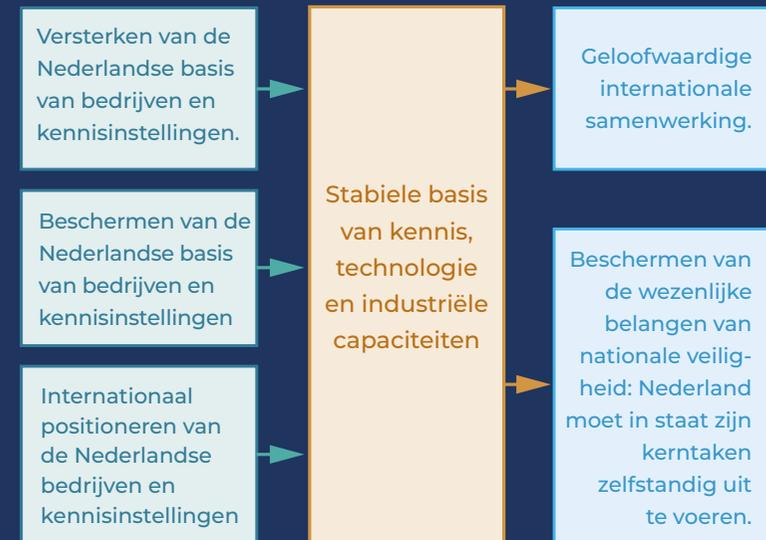 Versterken van de
Nederlandse basis
van bedrijven en
kennisinstellingen.
Beschermen van de
Nederlandse basis
van bedrijven en
kennisinstellingen
Internationaal
positioneren van
de Nederlandse
bedrijven en
kennisinstellingen
Stabiele basis
van kennis,
technologie
en industriële
capaciteiten
Geloofwaardige
internationale
samenwerking.
Beschermen van
de wezenlijke
belangen van
nationale veilig-
heid: Nederland
moet in staat zijn
kerntaken
zelfstandig uit
te voeren.